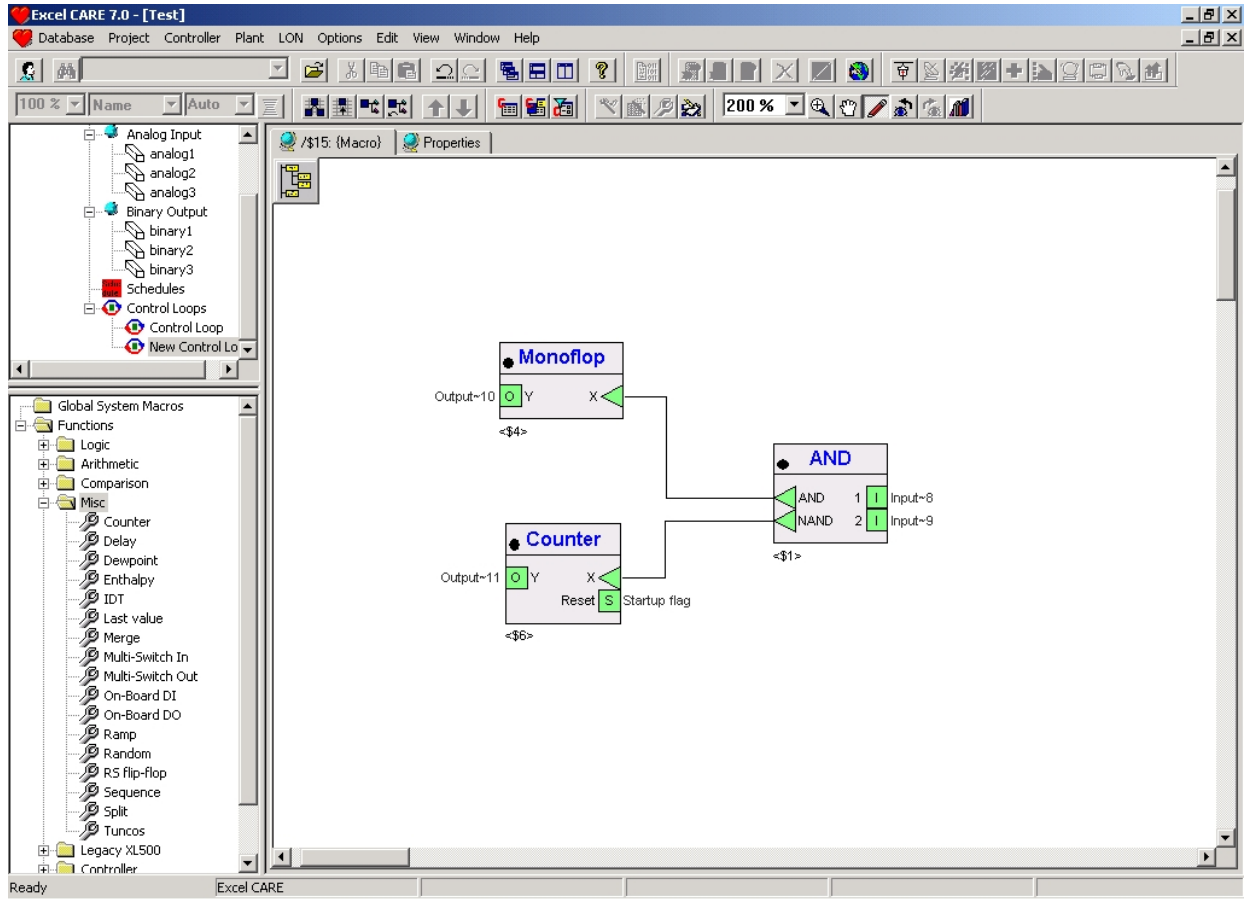 Excel CARE 7.0 - [Test]
Database Project Controller Plant LON Options Edit View Window Help
100 % Name Auto 200 %
Analog Input
analog1
analog2
analog3
Binary Output
binary1
binary2
binary3
Schedules
Control Loops
Control Loop
New Control Lo
Global System Macros
Functions
Logic
Arithmetic
Comparison
Misc
Counter
Delay
Dewpoint
Enthalpy
IDT
Last value
Merge
Multi-Switch In
Multi-Switch Out
On-Board DI
On-Board DO
Ramp
Random
RS flip-flop
Sequence
Split
Tuncos
Legacy XL500
Controller
/$15: {Macro} Properties
Monoflop
Output~10 O Y X
<$4>
AND
AND 1 I Input~8
NAND 2 I Input~9
<$1>
Counter
Output~11 O Y X
Reset S Startup flag
<$6>
Ready Excel CARE